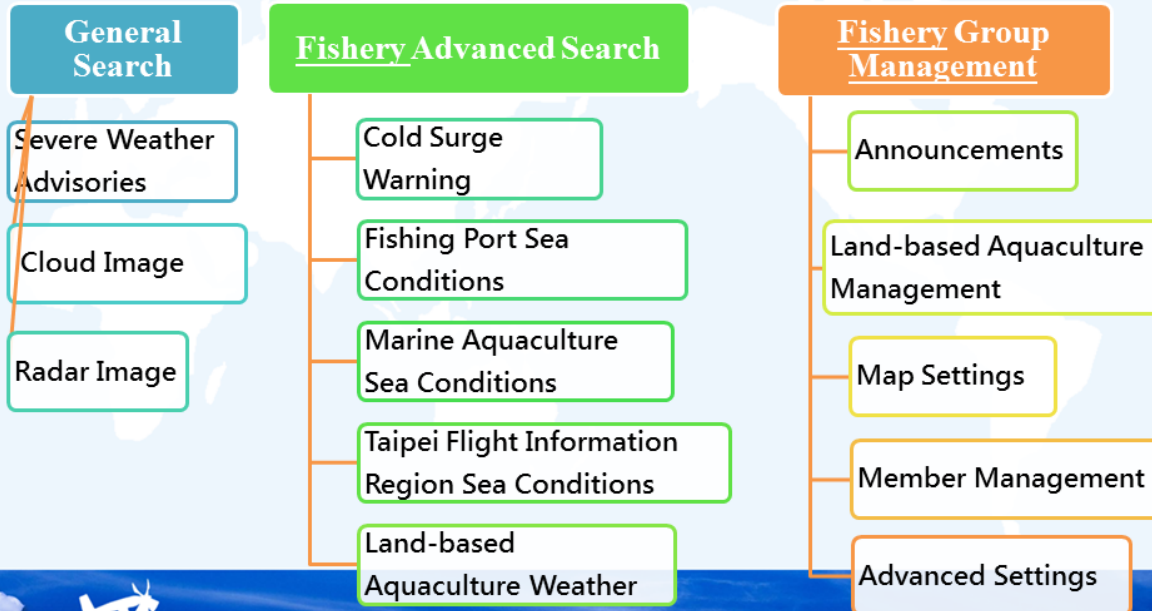 General
Search
Severe Weather
Advisories
Cloud Image
Radar Image
Fishery Advanced Search
Cold Surge
Warning
Fishing Port Sea
Conditions
Marine Aquaculture
Sea Conditions
Taipei Flight Information
Region Sea Conditions
Land-based
Aquaculture Weather
Fishery Group
Management
Announcements
Land-based Aquaculture
Management
Map Settings
Member Management
Advanced Settings